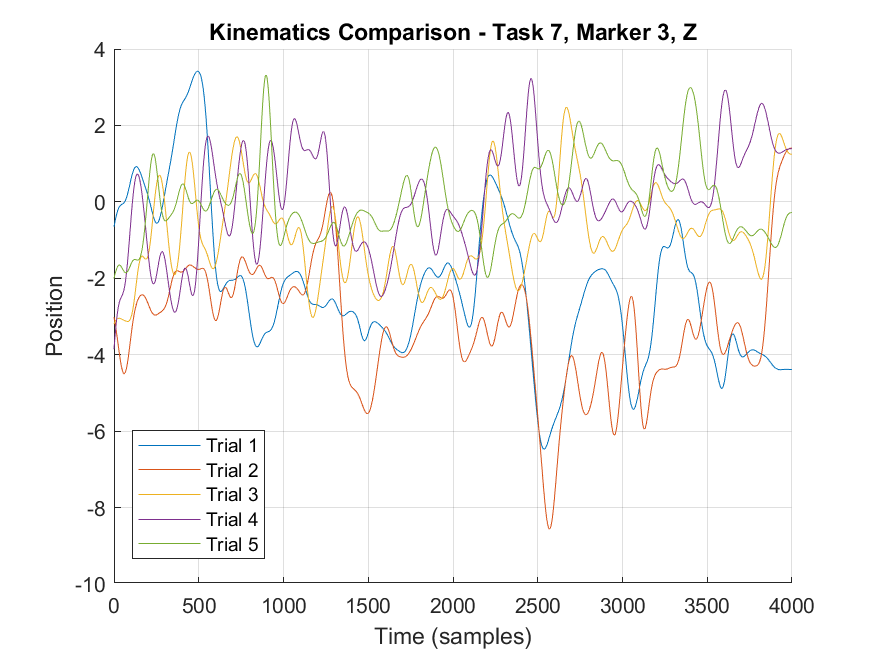 Kinematics Comparison - Task 7, Marker 3, Z
4
2
0
-2
-4
-6
-8
-10
Position
Trial 1
Trial 2
Trial 3
Trial 4
Trial 5
0 500 1000 1500 2000 2500 3000 3500 4000
Time (samples)